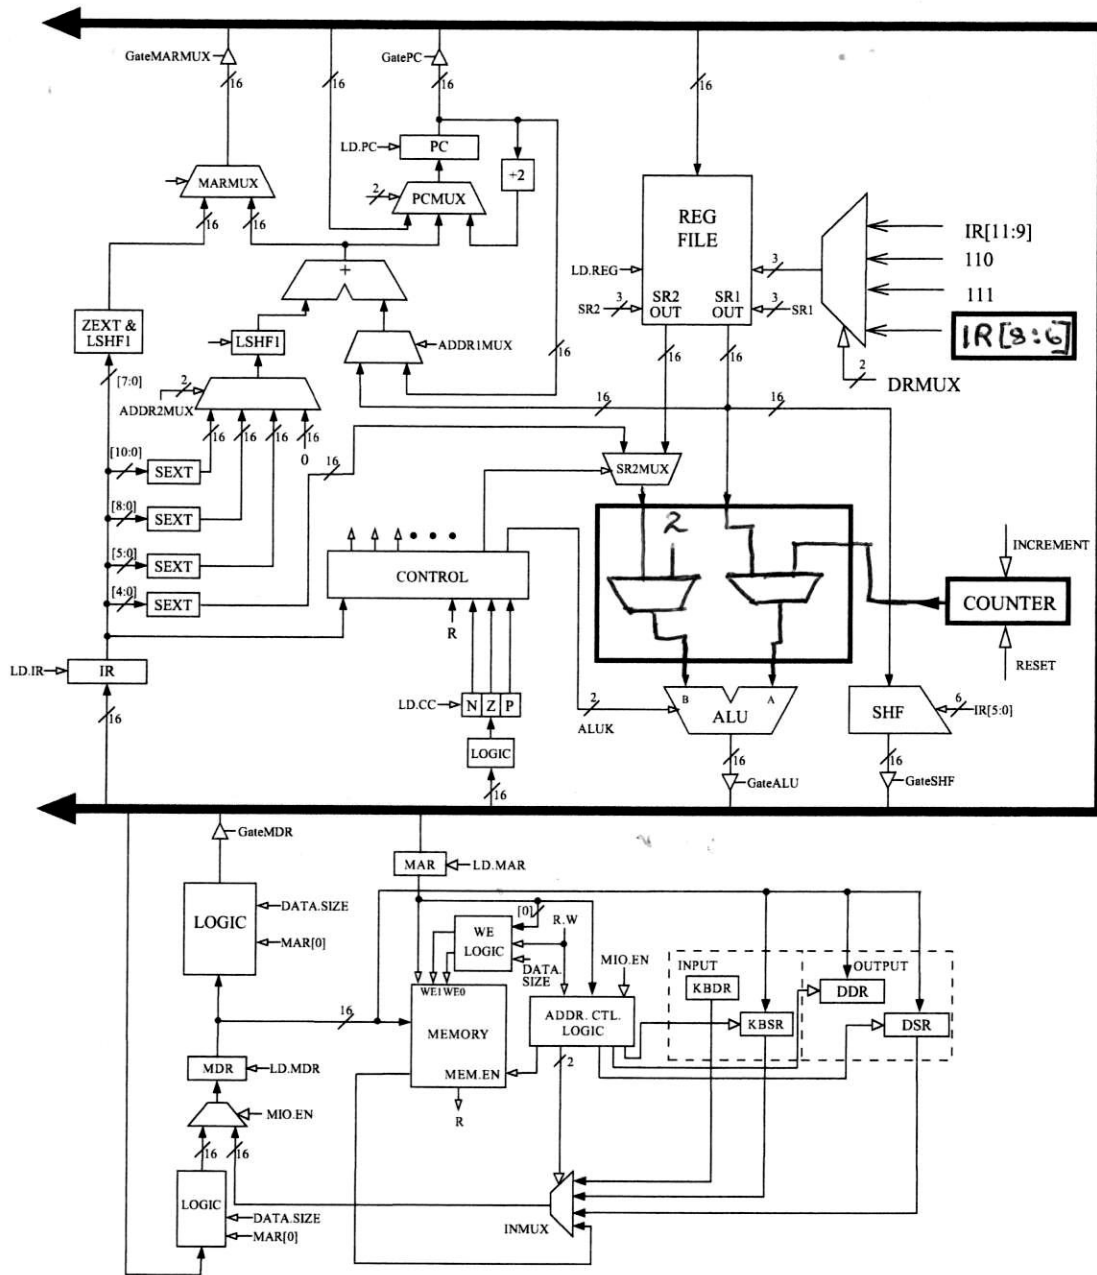 GateMARMUX
GatePC
16
16
16
16
LD.PC
PC
+2
MARMUX
2
PCMUX
REG
FILE
IR[11:9]
16
16
3
110
+
LD.REG
111
SR2
3
SR2
OUT
SR1
OUT
3
SR1
IR[8:6]
ZEXT &
LSHF1
LSHF1
ADDR1MUX
16
16
16
2
DRMUX
[7:0]
2
ADDR2MUX
16
16
16
16
16
16
0
[10:0]
SEXT
16
SR2MUX
[8:0]
SEXT
2
INCREMENT
[5:0]
SEXT
CONTROL
COUNTER
[4:0]
SEXT
R
RESET
LD.IR
IR
LD.CC
N Z P
2
ALUK
B
ALU
A
SHF
6
IR[5:0]
16
LOGIC
16
16
16
GateALU
GateSHF
GateMDR
MAR
LD.MAR
LOGIC
DATA.SIZE
MAR[0]
[0]
WE
LOGIC
R.W
DATA.
SIZE
MIO.EN
INPUT
OUTPUT
KBDR
DDR
WE1 WE0
16
MEMORY
ADDR. CTL.
LOGIC
KBSR
DSR
MDR
LD.MDR
MEM.EN
2
MIO.EN
R
16
16
LOGIC
DATA.SIZE
MAR[0]
INMUX